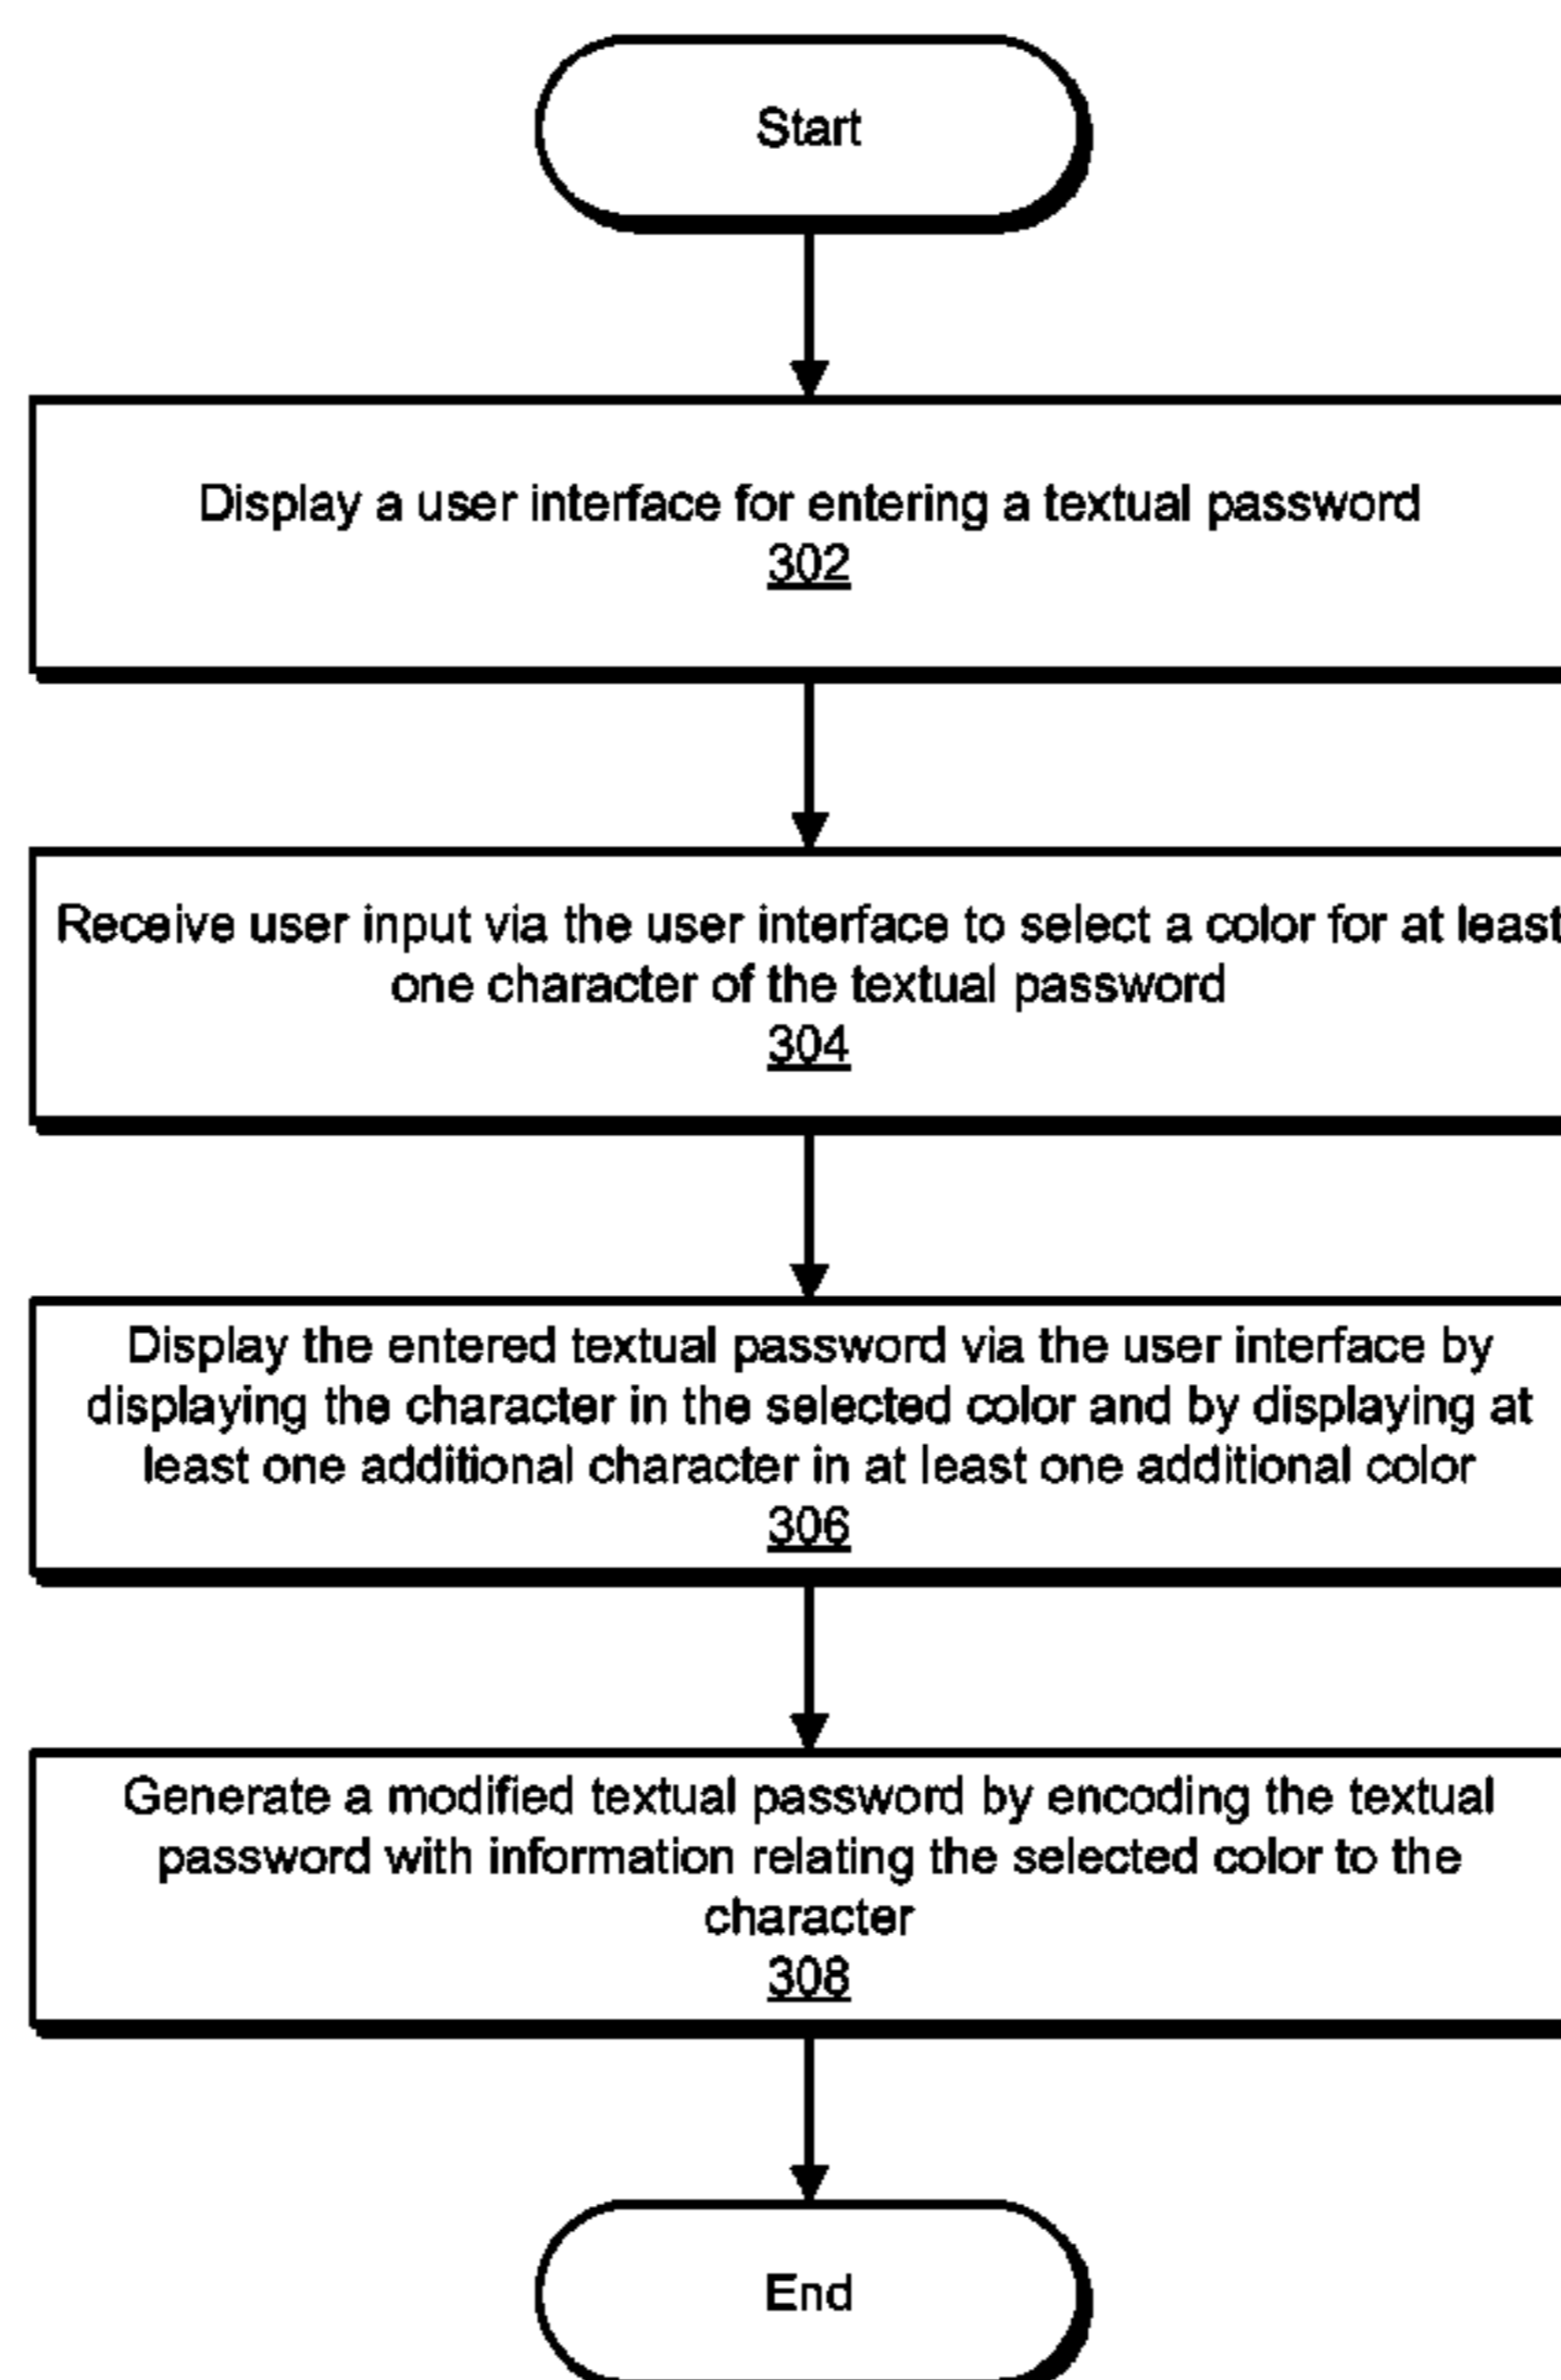 Start
Display a user interface for entering a textual password
302
Receive user input via the user interface to select a color for at least
one character of the textual password
304
Display the entered textual password via the user interface by
displaying the character in the selected color and by displaying at
least one additional character in at least one additional color
306
Generate a modified textual password by encoding the textual
password with information relating the selected color to the
character
308
End